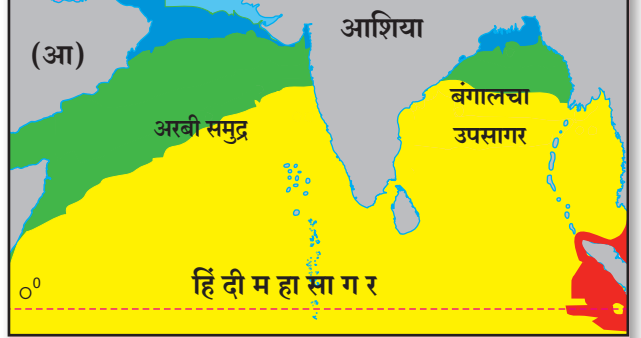 आशिया
(आ)
बंगालचा
उपसागर
अरबी समुद्र
हिंदी महासागर
0⁰